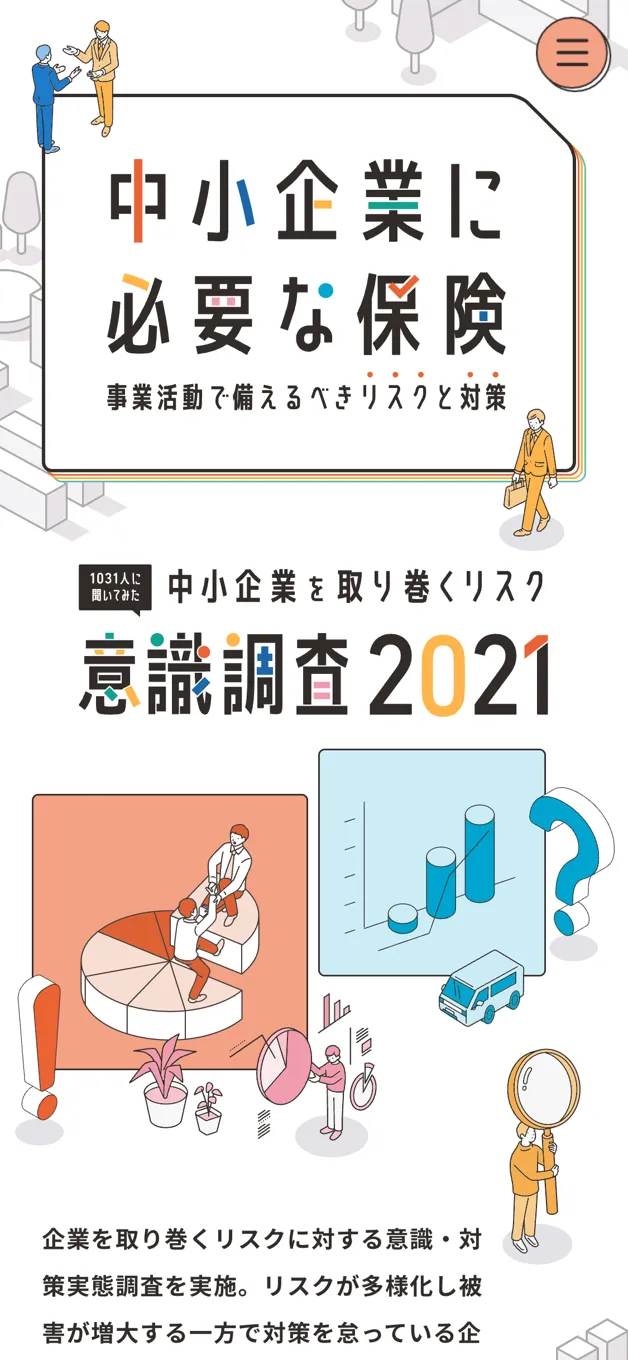 中小企業に
必要な保険
事業活動で備えるべきリスクと対策
1031人に
聞いてみた
中小企業を取り巻くリスク
意識調査2021
企業を取り巻くリスクに対する意識・対
策実態調査を実施。リスクが多様化し被
害が増大する一方で対策を怠っている企